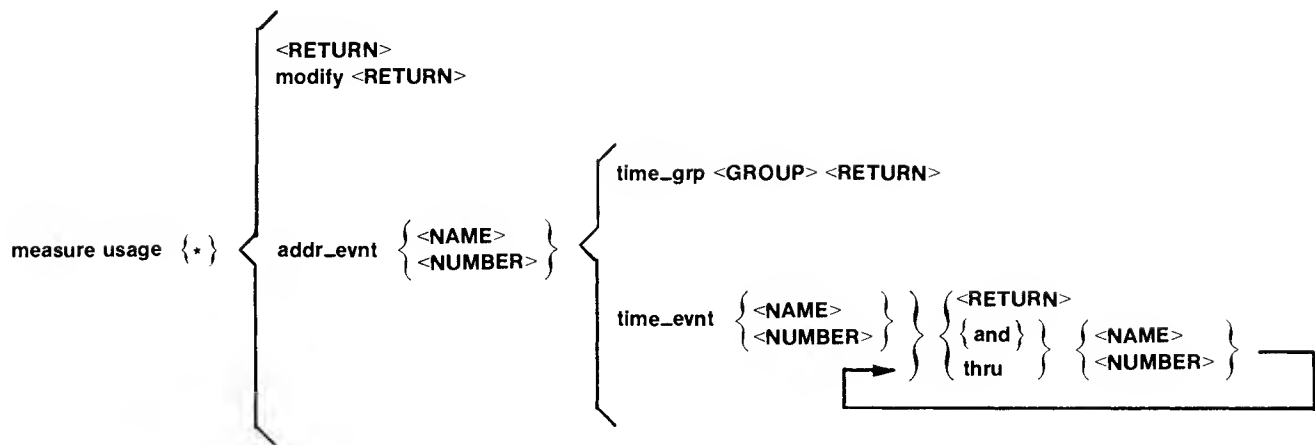 <RETURN>
modify <RETURN>
time_grp <GROUP> <RETURN>
measure usage {*} addr_evnt <NAME>
<NUMBER>
time_evnt <NAME>
<NUMBER>
<RETURN>
{and}
thru
<NAME>
<NUMBER>